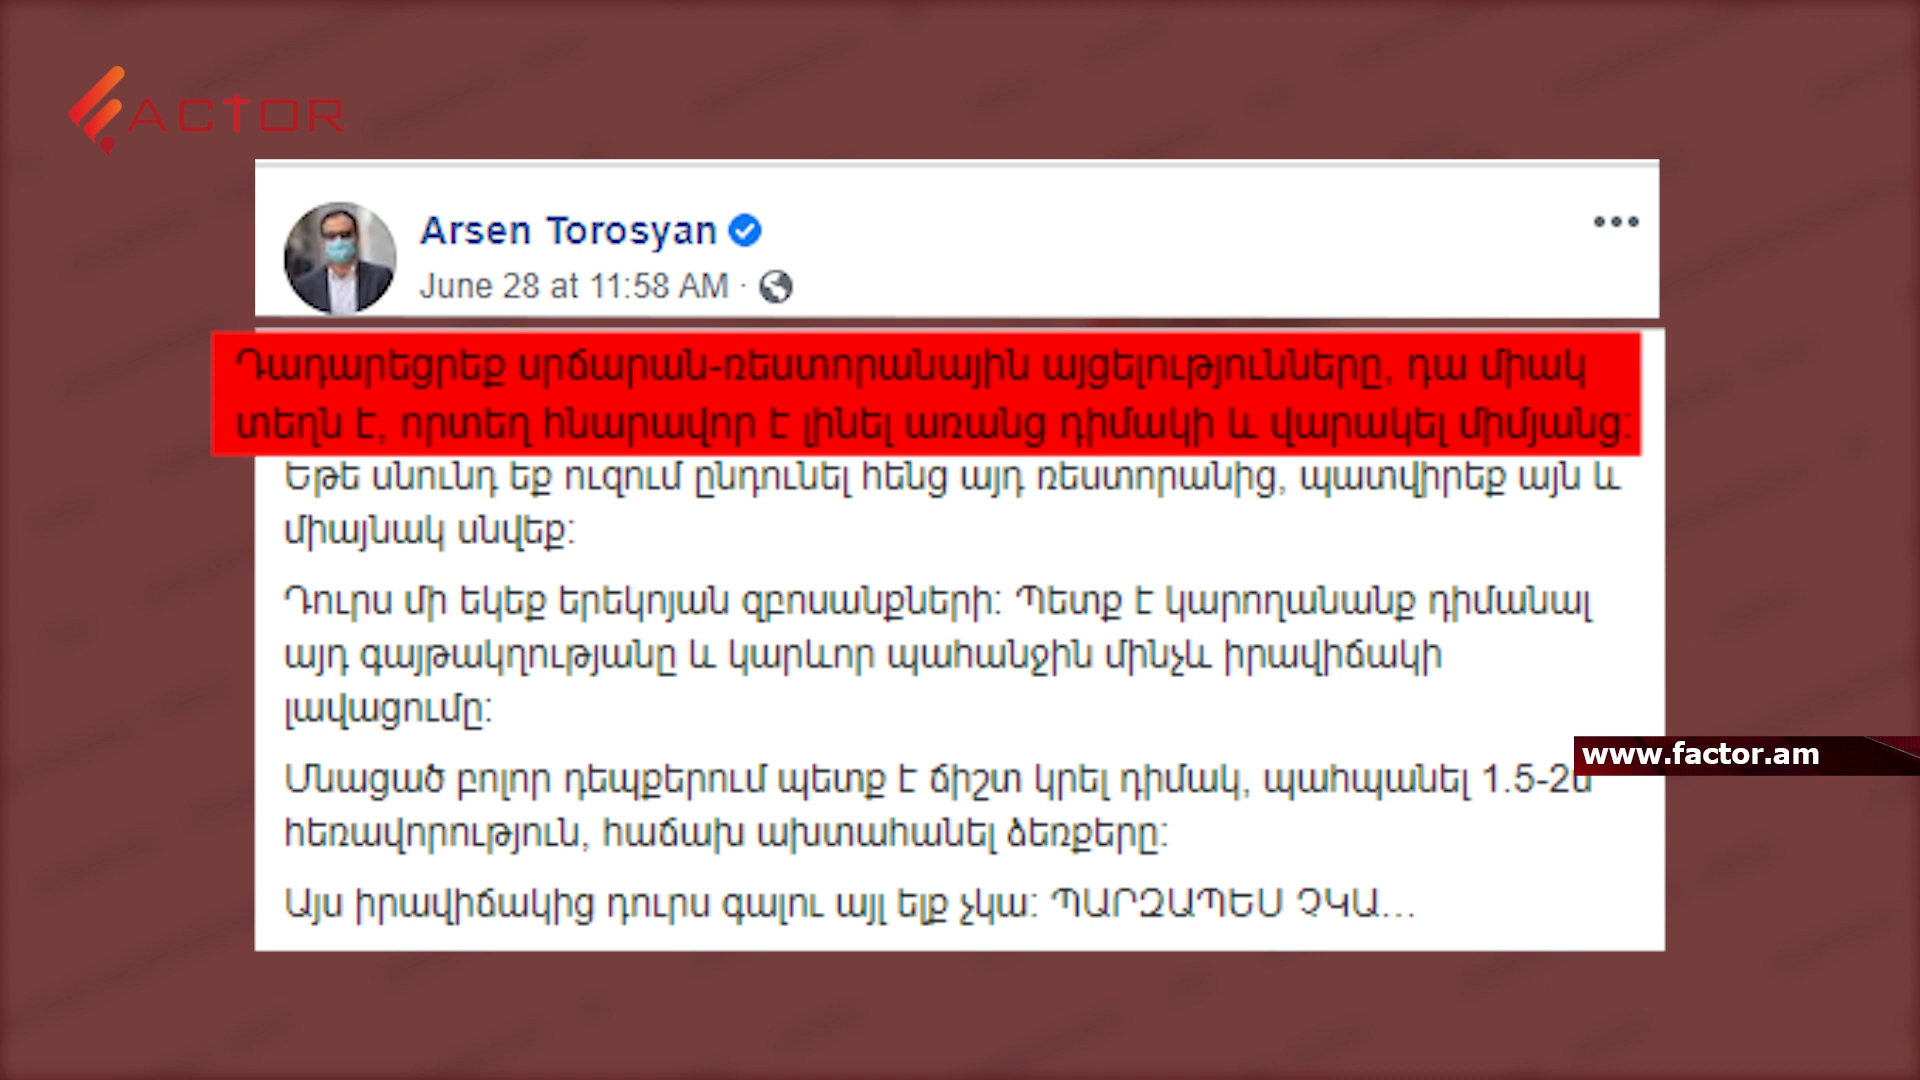 FACTOR
Arsen Torosyan
June 28 at 11:58 AM ·
Դադարեցրեք սրճարան-ռեստորանային այցելությունները, դա միակ
տեղն է, որտեղ հնարավոր է լինել առանց դիմակի և վարակել միմյանց:
Եթե սնունդ եք ուզում ընդունել հենց այդ ռեստորանից, պատվիրեք այն և
միայնակ սնվեք:
Դուրս մի եկեք երեկոյան զբոսանքների: Պետք է կարողանանք դիմանալ
այդ գայթակղությանը և կարևոր պահանջին մինչև իրավիճակի
լավացումը:
www.factor.am
Մնացած բոլոր դեպքերում պետք է ճիշտ կրել դիմակ, պահպանել 1.5-2մ
հեռավորություն, հաճախ ախտահանել ձեռքերը:
Այս իրավիճակից դուրս գալու այլ ելք չկա: ՊԱՐԶԱՊԵՍ ՉԿԱ...